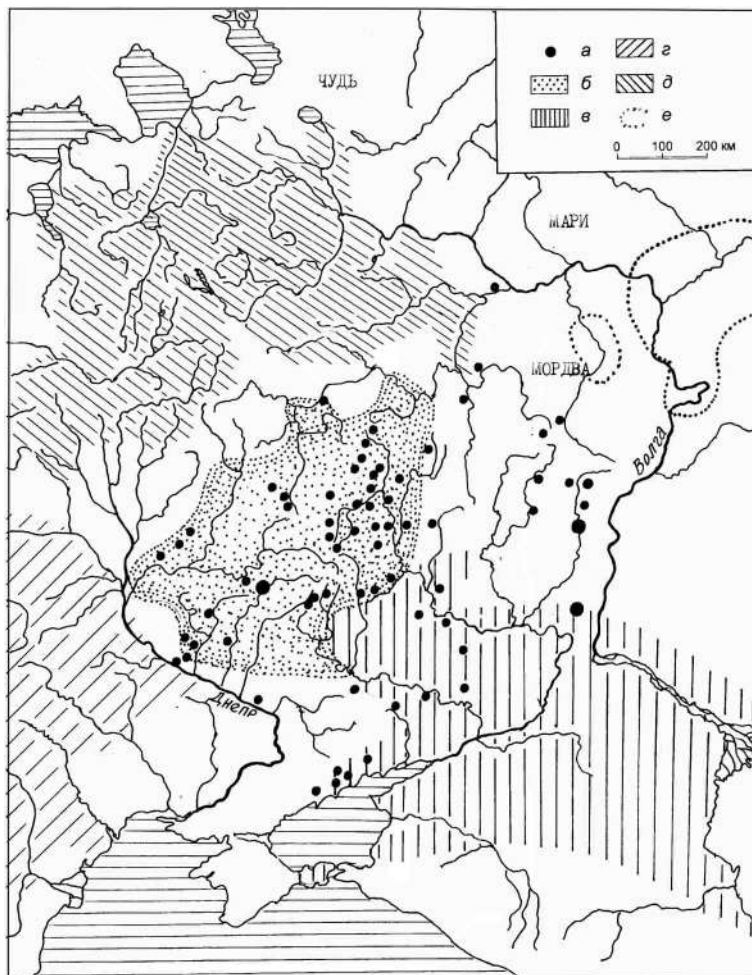 ЧУДЬ
а г
б д
в е
0 100 200 км
МАРИ
МОРДВА
Волга
Днепр